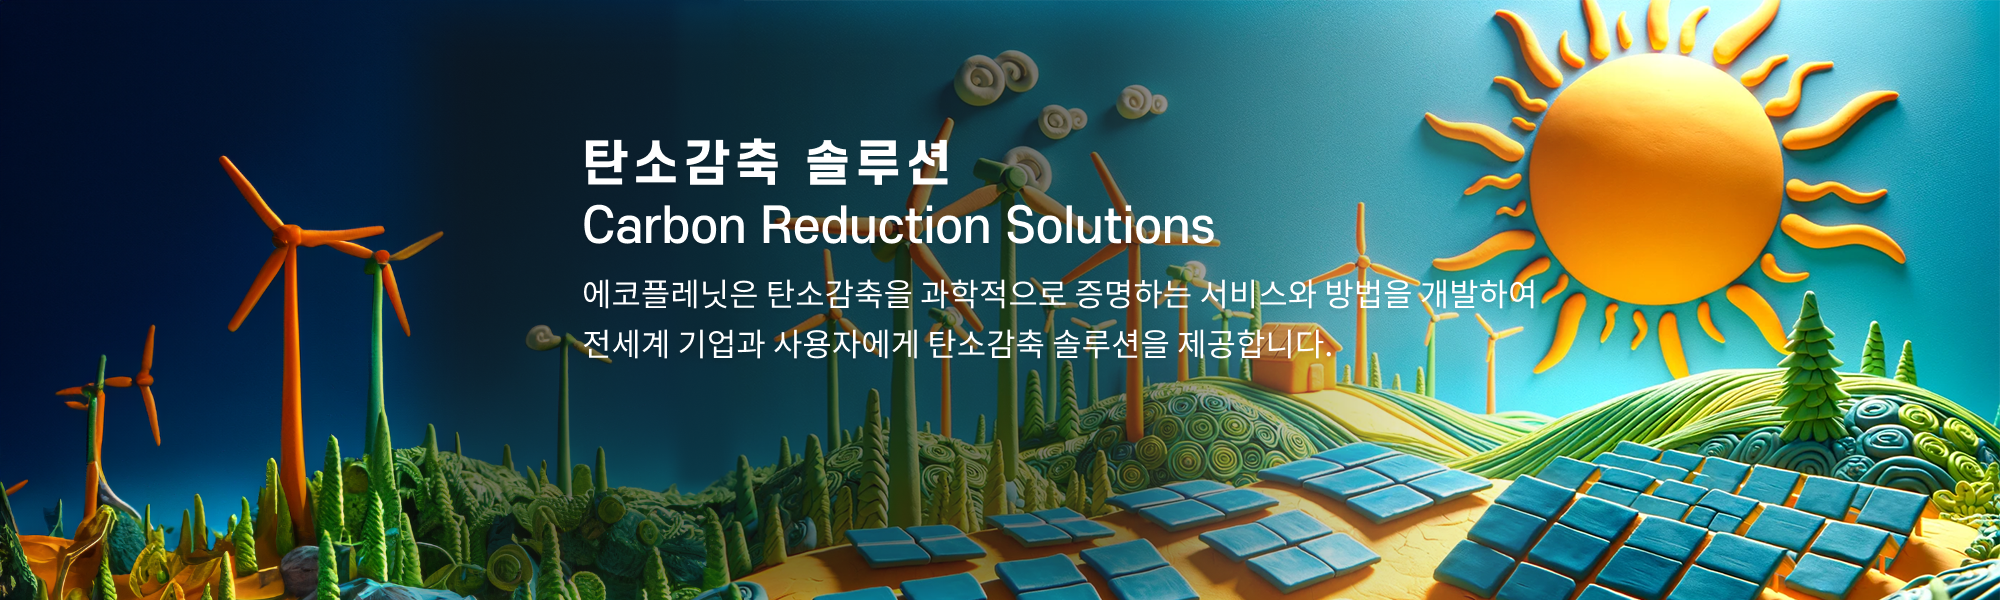 탄소감축 솔루션
Carbon Reduction Solutions
에코플레닛은 탄소감축을 과학적으로 증명하는 서비스와 방법을 개발하여
전세계 기업과 사용자에게 탄소감축 솔루션을 제공합니다.